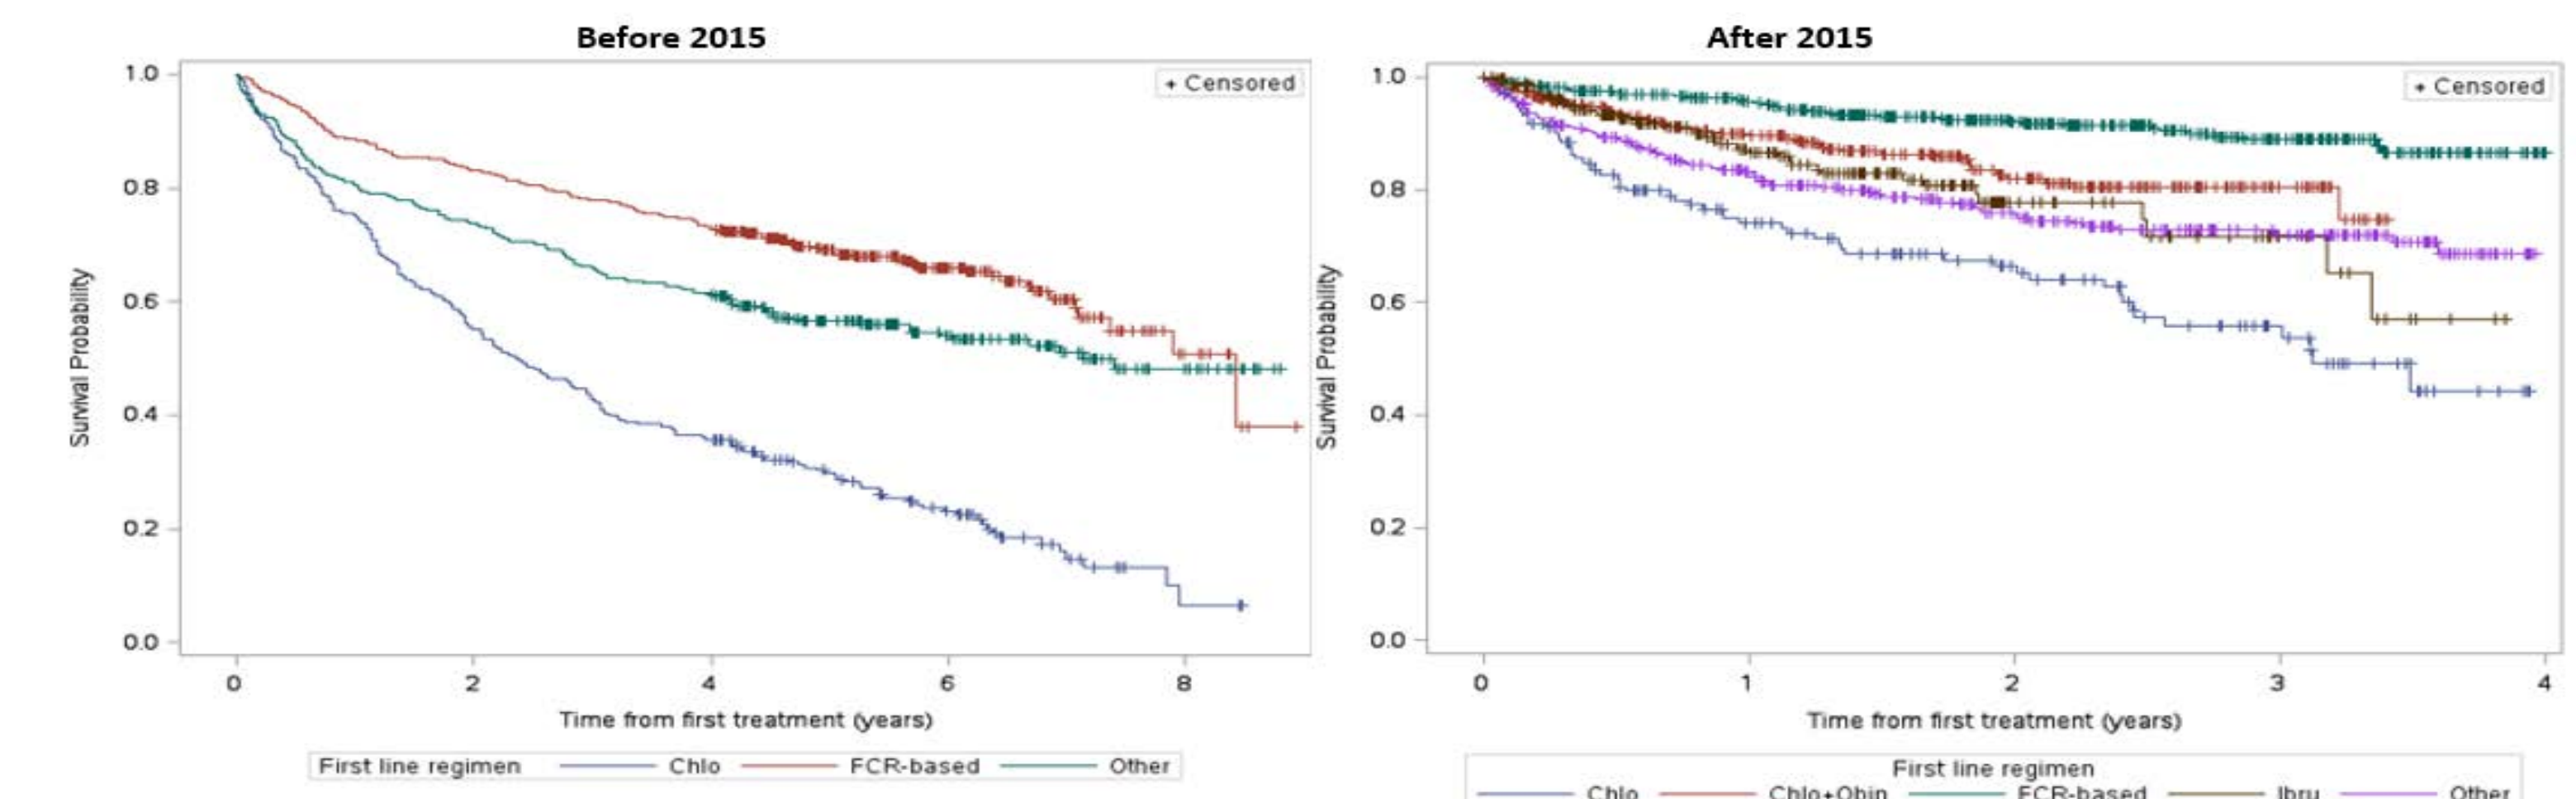 Before 2015
After 2015
+ Censored
+ Censored
1.0
0.8
0.6
0.4
0.2
0.0
Survival Probability
0 2 4 6 8
Time from first treatment (years)
First line regimen Chlo FCR-based Other
1.0
0.8
0.6
0.4
0.2
0.0
Survival Probability
0 1 2 3 4
Time from first treatment (years)
First line regimen
Chlo Chlo+Obin FCR-based Ibru Other